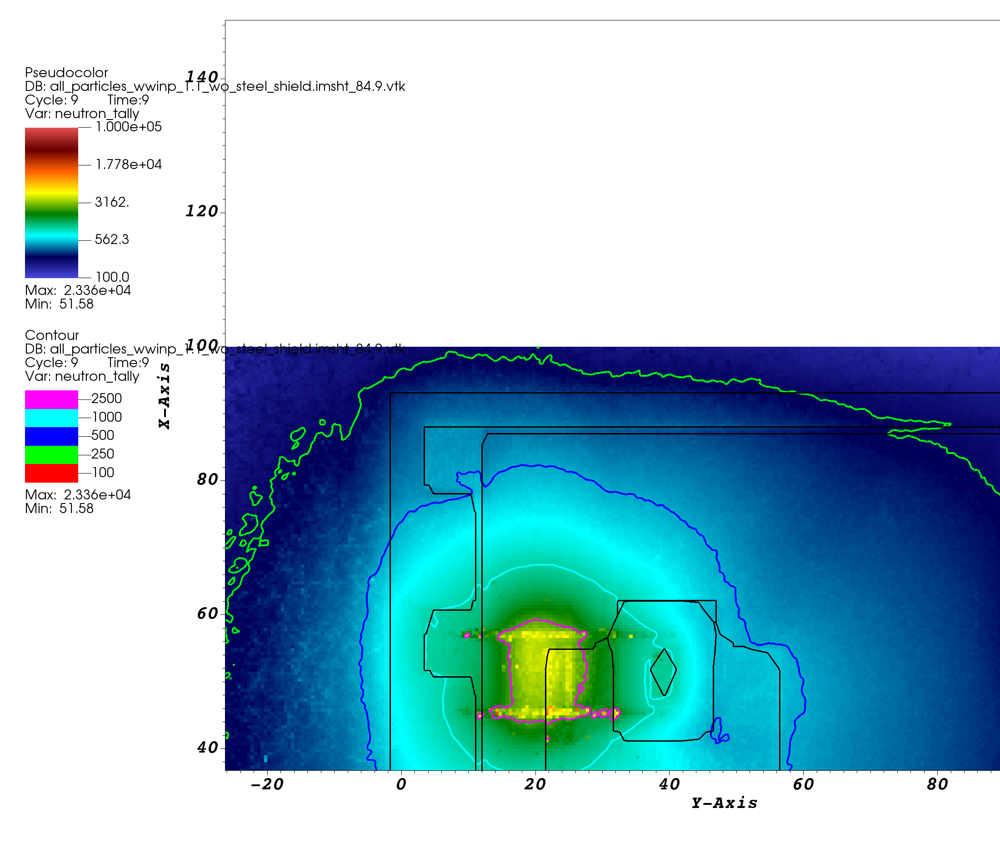 Pseudocolor
DB: all_particles_wwinp_1.1_wo_steel_shield.imsht_84.9.vtk
Cycle: 9 Time:9
Var: neutron_tally
1.000e+05
1.778e+04
3162.
562.3
100.0
Max: 2.336e+04
Min: 51.58
Contour
DB: all_particles_wwinp_1.1_wo_steel_shield.imsht_84.9.vtk
Cycle: 9 Time:9
Var: neutron_tally
2500
1000
500
250
100
Max: 2.336e+04
Min: 51.58
X-Axis
140
120
100
80
60
40
-20 0 20 40 60 80
Y-Axis